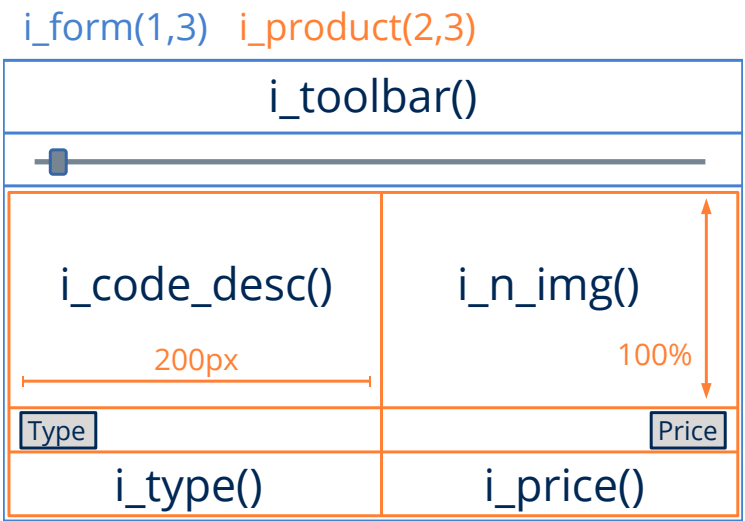 i_form(1,3) i_product(2,3)
i_toolbar()
i_code_desc() i_n_img()
200px 100%
Type Price
i_type() i_price()